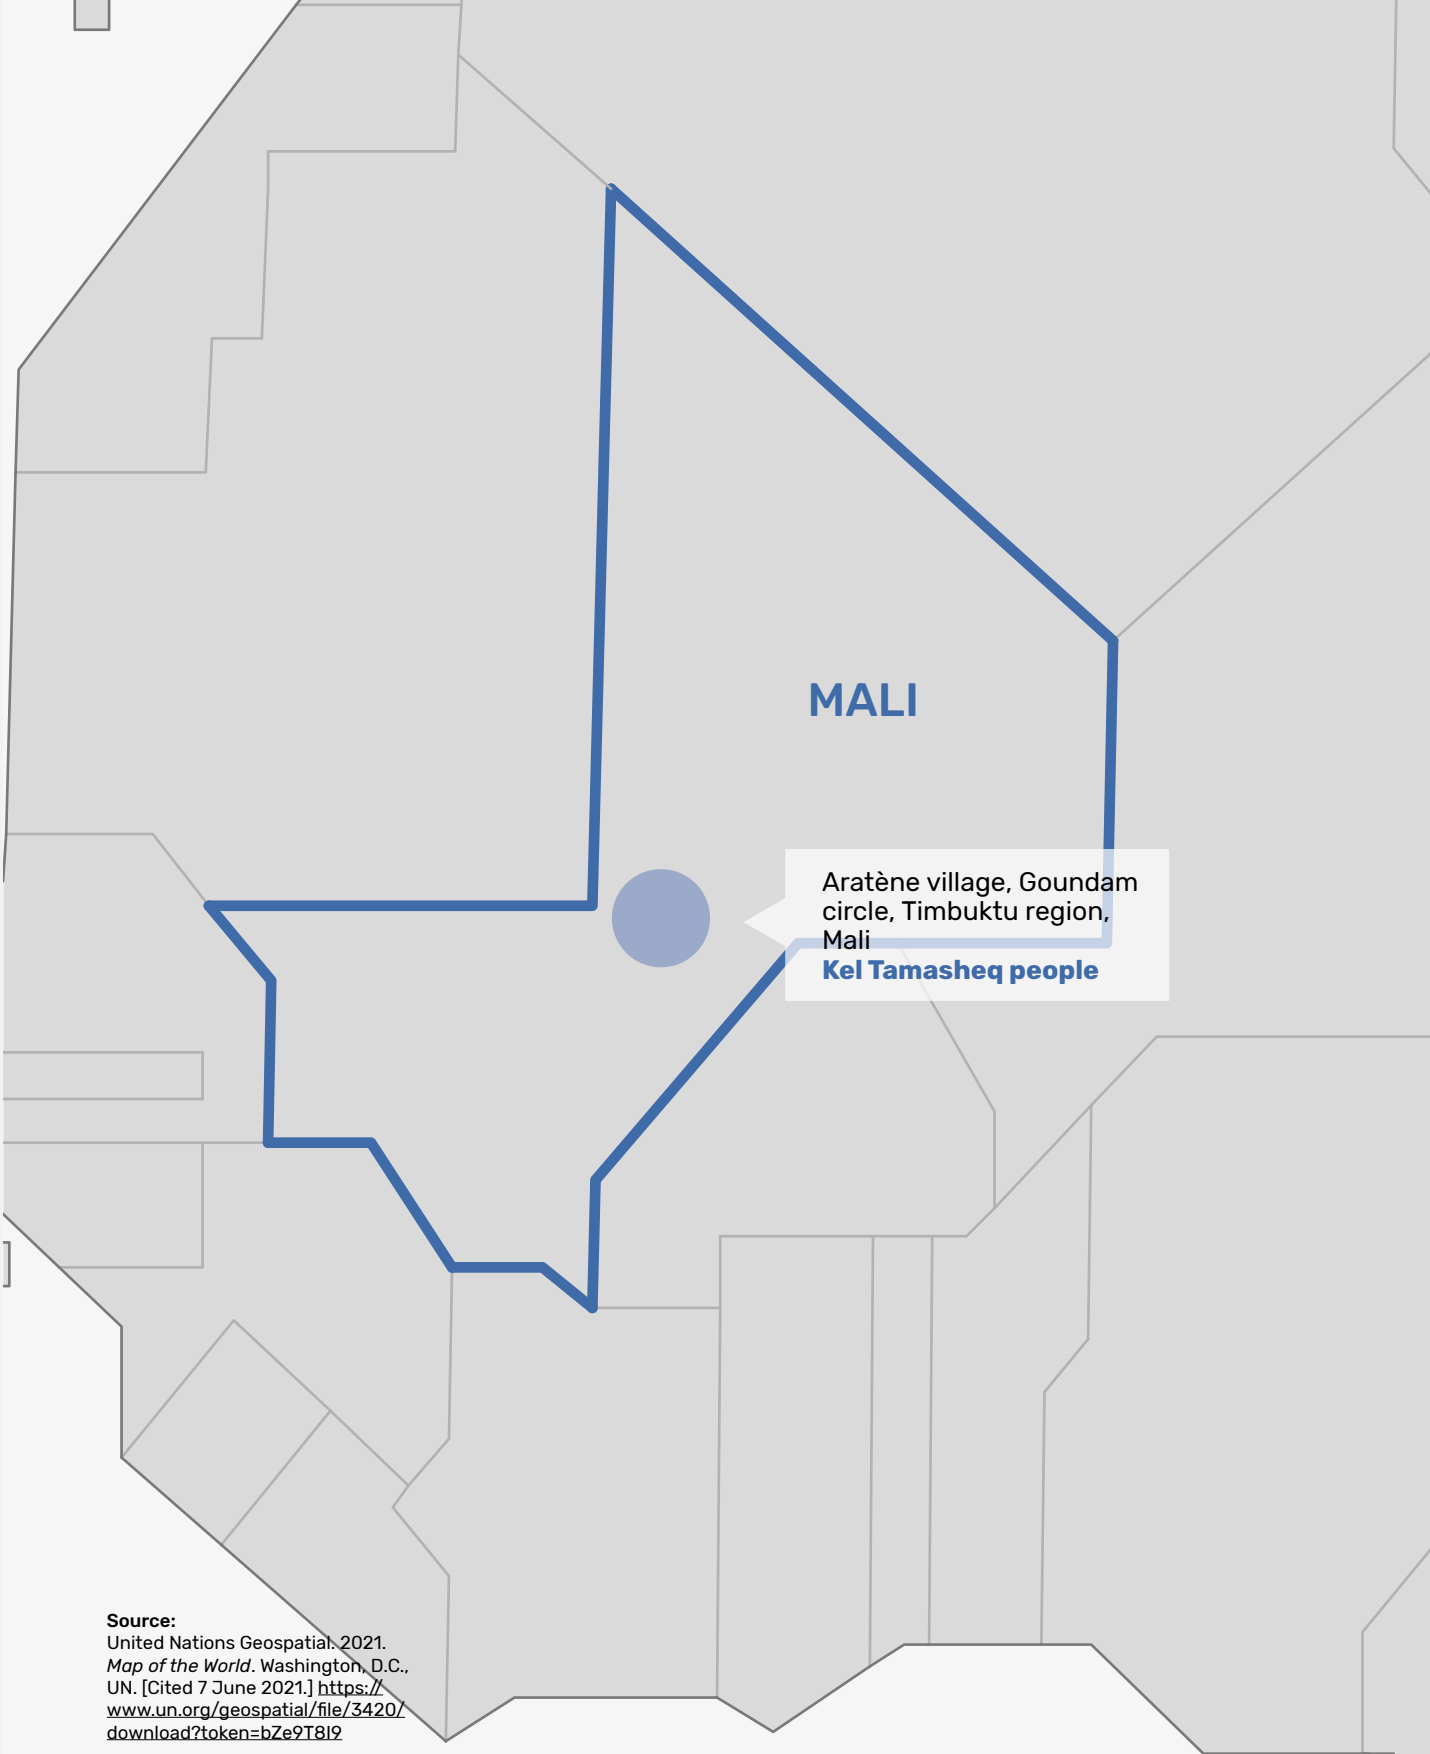 MALI
Aratène village, Goundam
circle, Timbuktu region,
Mali
Kel Tamasheq people
Source:
United Nations Geospatial. 2021.
Map of the World. Washington, D.C.,
UN. [Cited 7 June 2021.] https://
www.un.org/geospatial/file/3420/
download?token=bZe9T8I9